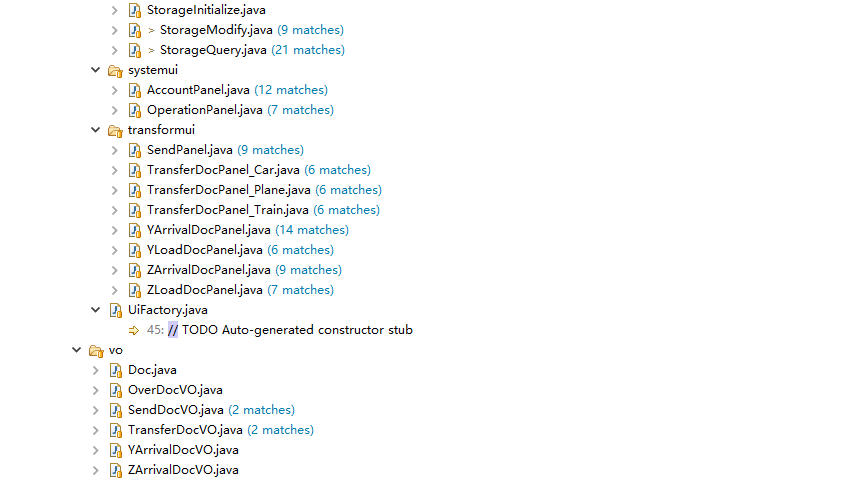 StorageInitialize.java
> StorageModify.java (9 matches)
> StorageQuery.java (21 matches)
systemui
AccountPanel.java (12 matches)
OperationPanel.java (7 matches)
transformui
SendPanel.java (9 matches)
TransferDocPanel_Car.java (6 matches)
TransferDocPanel_Plane.java (6 matches)
TransferDocPanel_Train.java (6 matches)
YArrivalDocPanel.java (14 matches)
YLoadDocPanel.java (6 matches)
ZArrivalDocPanel.java (9 matches)
ZLoadDocPanel.java (7 matches)
UiFactory.java
45: // TODO Auto-generated constructor stub
vo
Doc.java
OverDocVO.java
SendDocVO.java (2 matches)
TransferDocVO.java (2 matches)
YArrivalDocVO.java
ZArrivalDocVO.java